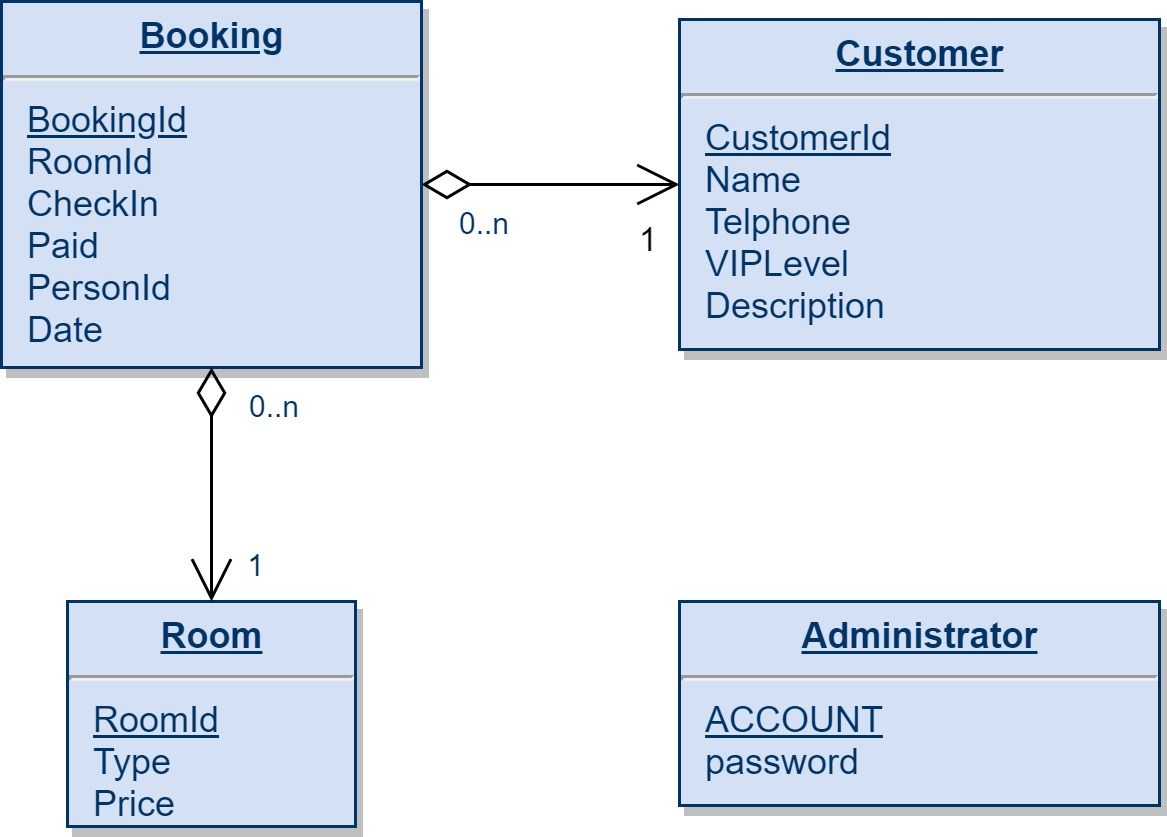 Booking
BookingId
RoomId
CheckIn
Paid
PersonId
Date
0..n
1
Customer
CustomerId
Name
Telphone
VIPLevel
Description
0..n
1
Room
RoomId
Type
Price
Administrator
ACCOUNT
password